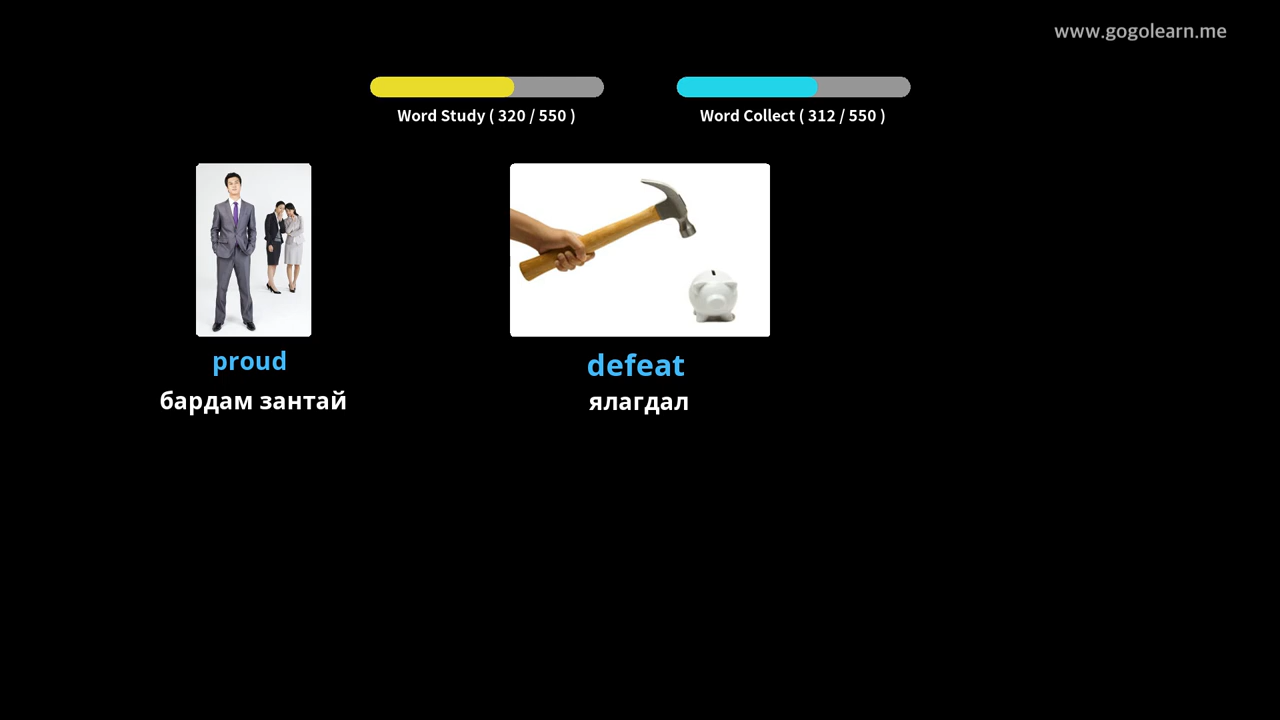 www.gogolearn.me
Word Study ( 320 / 550 )
Word Collect ( 312 / 550 )
proud
бардам зантай
defeat
ялагдал